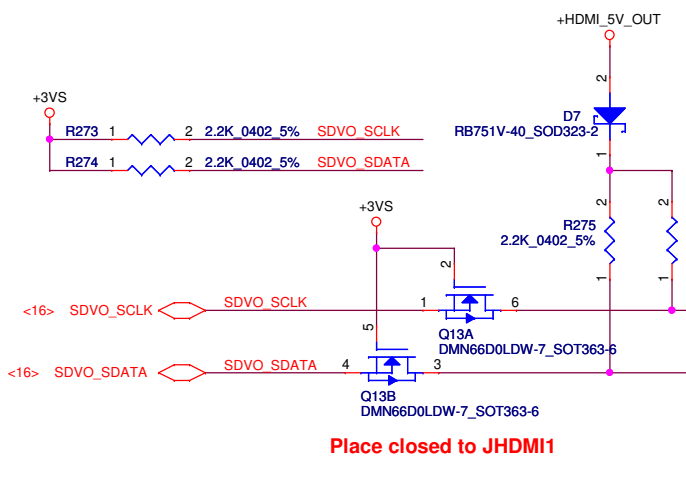 +HDMI_5V_OUT
2
D7
RB751V-40_SOD323-2
1
+3VS
R273 1 2 2.2K_0402_5% SDVO_SCLK
R274 1 2 2.2K_0402_5% SDVO_SDATA
2 2
+3VS
R275
2.2K_0402_5%
1 1
2
<16> SDVO_SCLK SDVO_SCLK 1 6
Q13A
DMN66D0LDW-7_SOT363-6
5
<16> SDVO_SDATA SDVO_SDATA 4 3
Q13B
DMN66D0LDW-7_SOT363-6
Place closed to JHDMI1